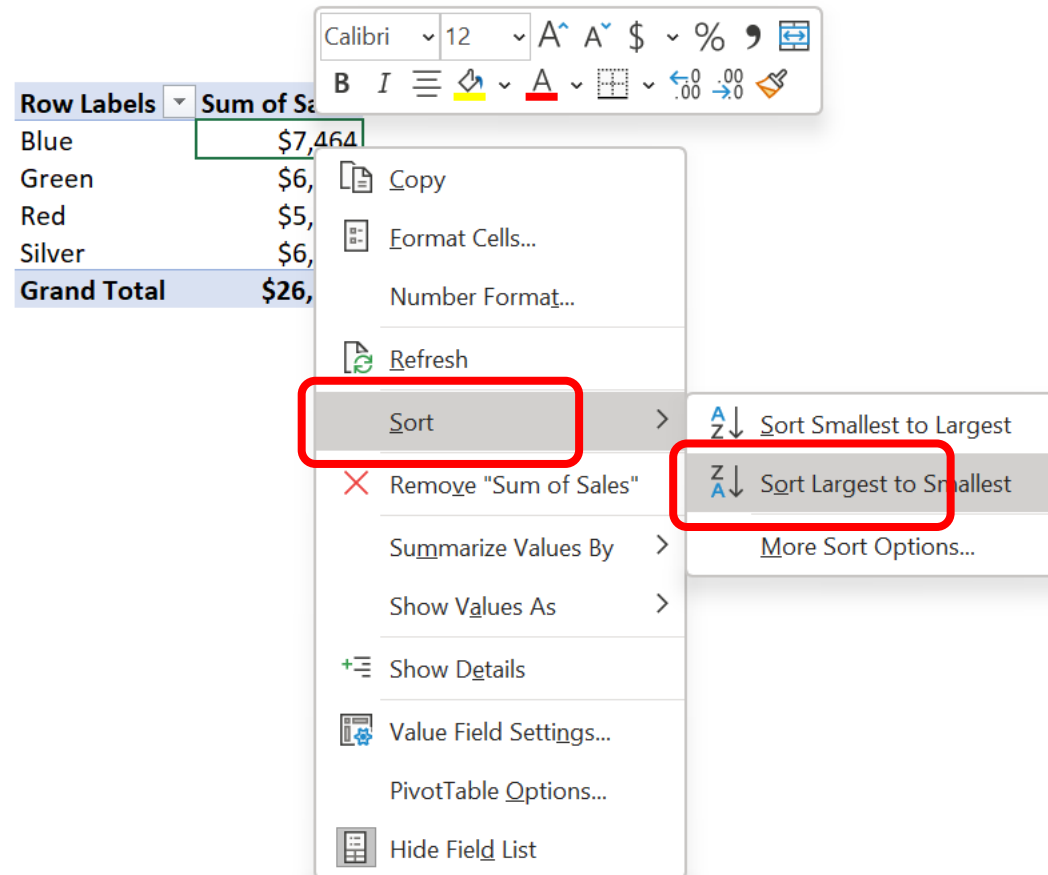 Calibri 12 A A $ % 9
B I A .00 .00
Row Labels Sum of Sa
Blue $7,464
Green $6,
Red $5,
Silver $6,
Grand Total $26,
Copy
Format Cells...
Number Format...
Refresh
Sort
Remove "Sum of Sales"
Summarize Values By
Show Values As
Show Details
Value Field Settings...
PivotTable Options...
Hide Field List
Sort Smallest to Largest
Sort Largest to Smallest
More Sort Options...